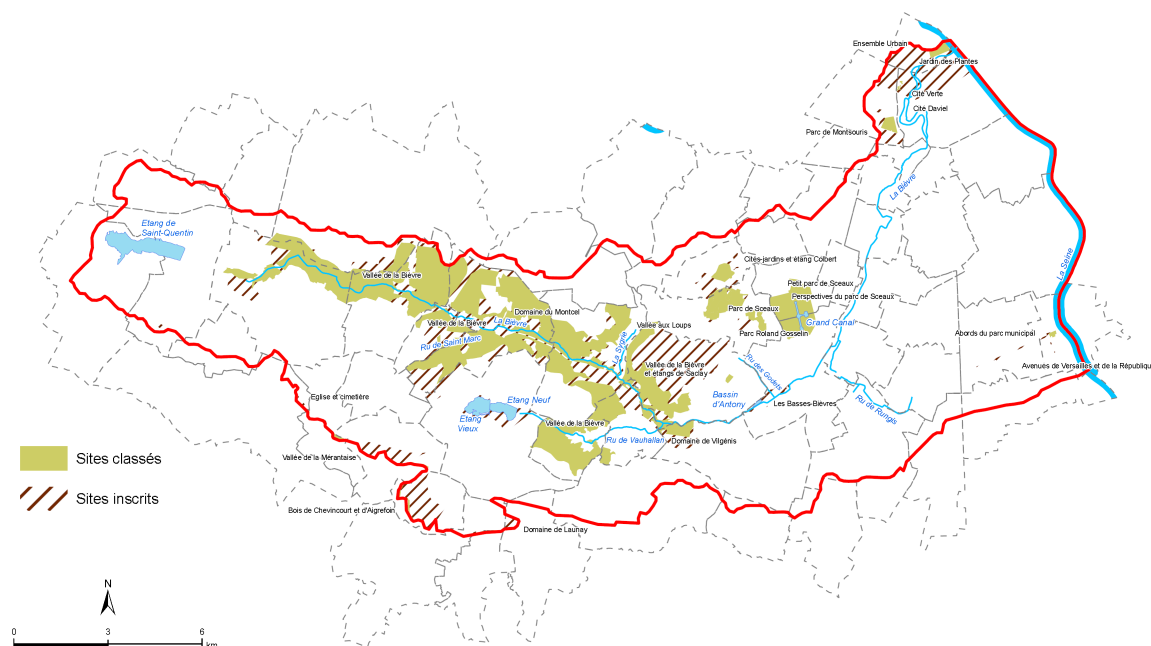 Ensemble Urbain
Jardin des Plantes
Cité Verte
Cité Daviel
Parc de Montsouris
La Bièvre
Etang de
Saint-Quentin
La Seine
Cités-jardins et étang Colbert
Vallée de la Bièvre
Petit parc de Sceaux
Perspectives du parc de Sceaux
Domaine du Montcel
Parc de Sceaux
La Bièvre
Vallée de la Bièvre
Vallée aux Loups
Grand Canal
Parc Roland Gosselin
Abords du parc municipal
Ru de Saint Marc
La Sygne
Vallée de la Bièvre
et étangs de Saclay
Ru des Godets
Avenues de Versailles et de la Républiqu
Eglise et cimetière
Etang Neuf
Etang
Vieux
Bassin
d'Antony
Les Basses-Bièvres
Ru de Rungis
Vallée de la Bièvre
Ru de Vauhallan
Domaine de Vilgénis
Sites classés
Vallée de la Mérantaise
Sites inscrits
Bois de Chevincourt et d'Aigrefoin
Domaine de Launay
N
0 3 6
km